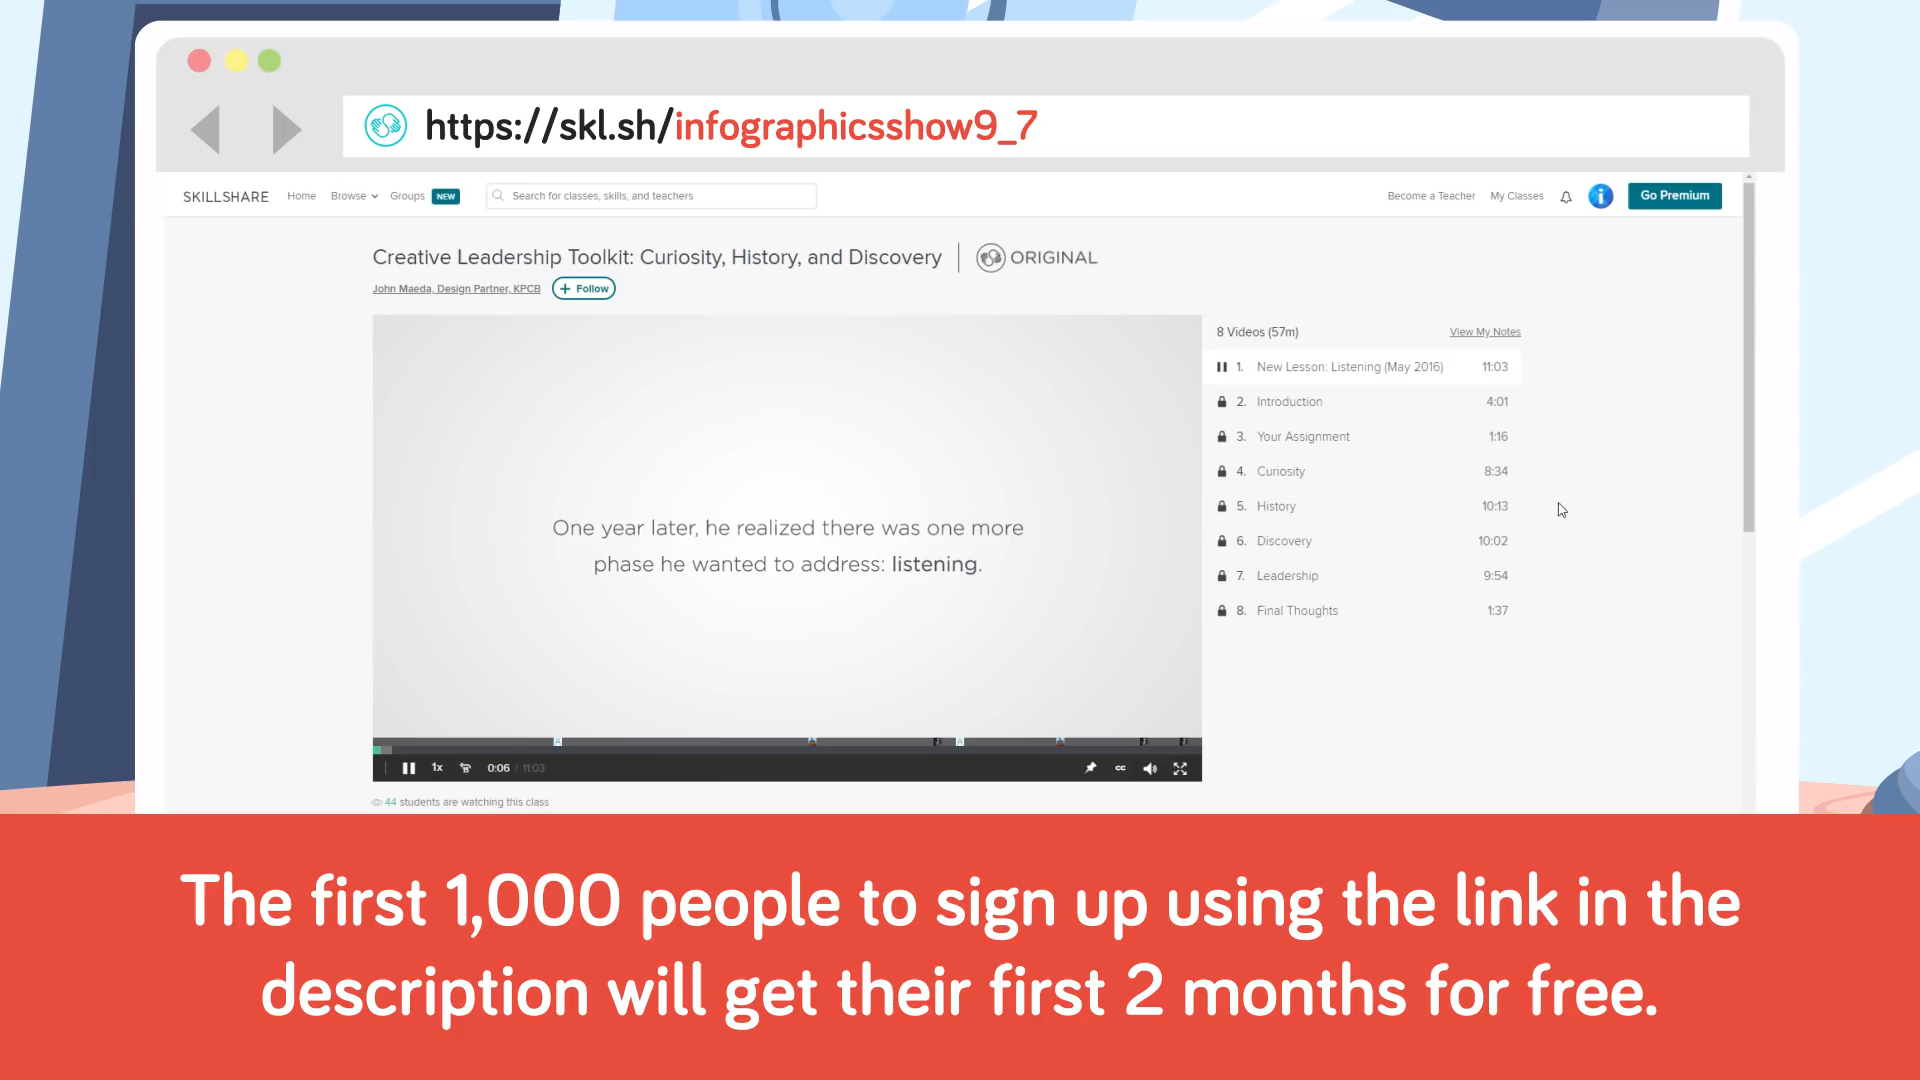 https://skl.sh/infographicsshow9_7
SKILLSHARE Home Browse Groups NEW Search for classes, skills, and teachers Become a Teacher My Classes Go Premium
Creative Leadership Toolkit: Curiosity, History, and Discovery ORIGINAL
John Maeda, Design Partner, KPCB + Follow
8 Videos (57m) View My Notes
1. New Lesson: Listening (May 2016) 11:03
2. Introduction 4:01
3. Your Assignment 1:16
4. Curiosity 8:34
5. History 10:13
6. Discovery 10:02
7. Leadership 9:54
8. Final Thoughts 1:37
One year later, he realized there was one more
phase he wanted to address: listening.
1x 15 0:06 / 11:03 CC
44 students are watching this class
The first 1,000 people to sign up using the link in the
description will get their first 2 months for free.